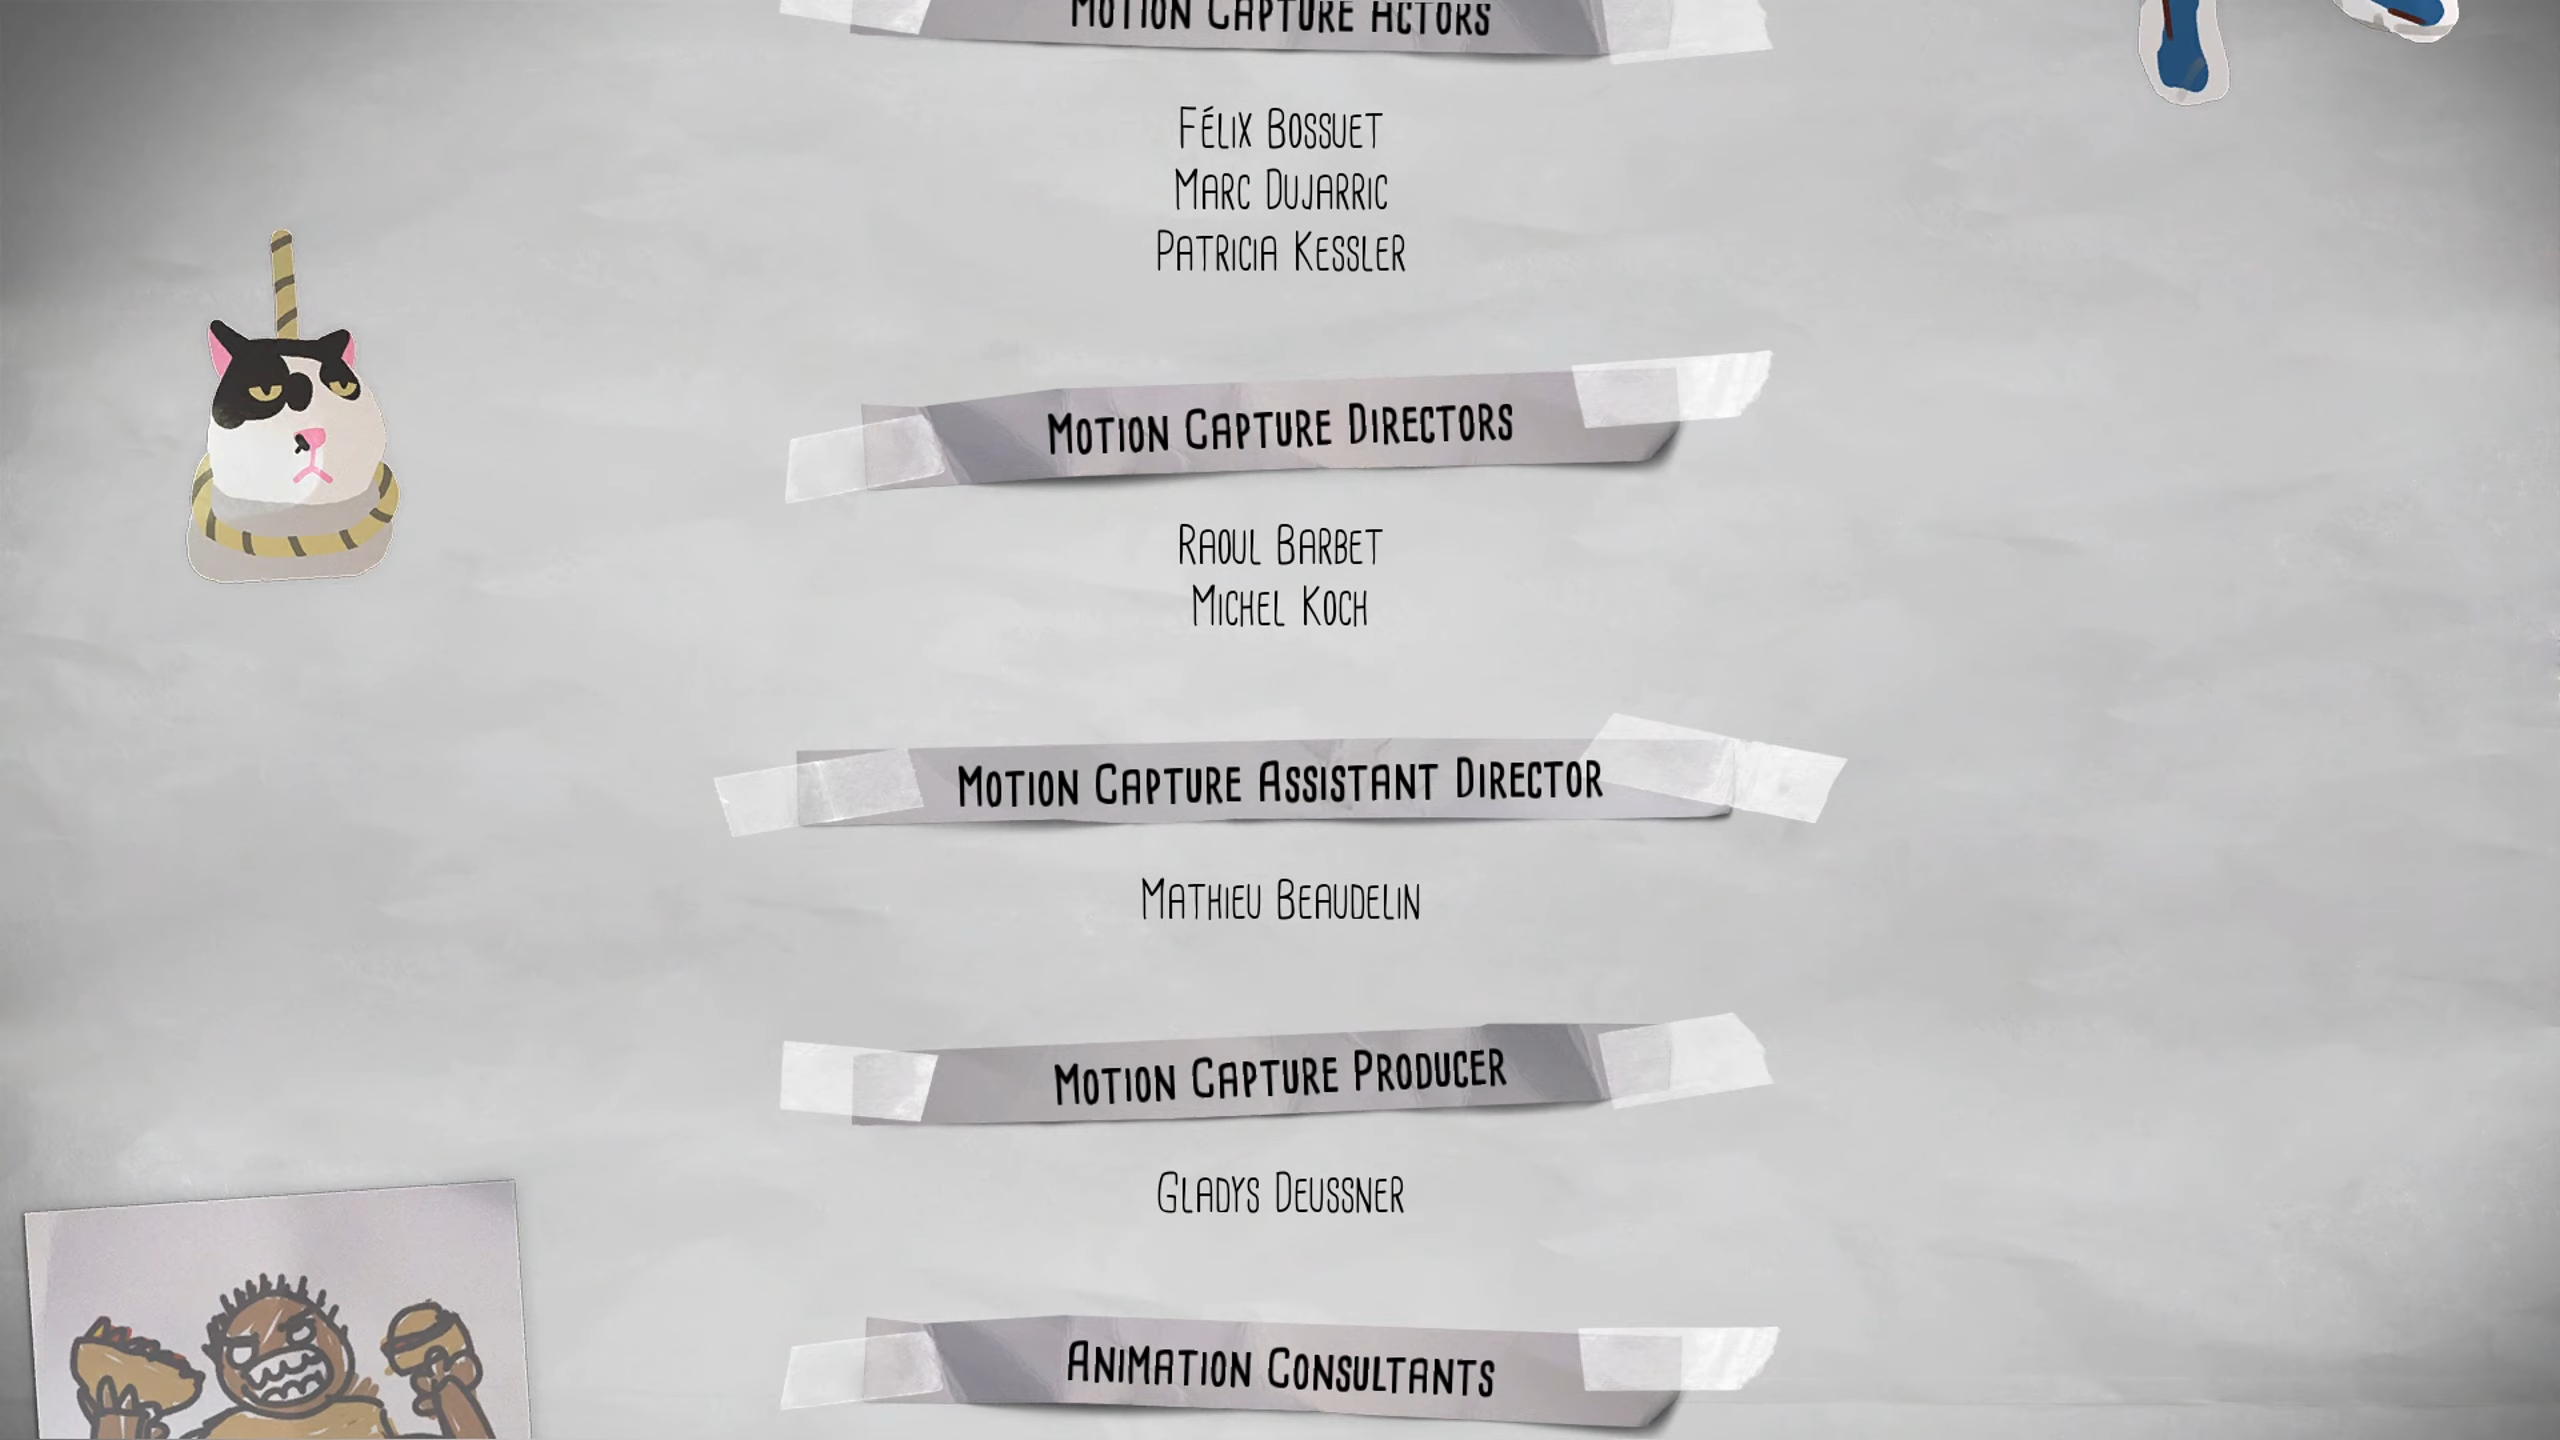 Motion Capture Actors
Félix Bossuet
Marc Dujarric
Patricia Kessler
Motion Capture Directors
Raoul Barbet
Michel Koch
Motion Capture Assistant Director
Mathieu Beaudelin
Motion Capture Producer
Gladys Deussner
Animation Consultants